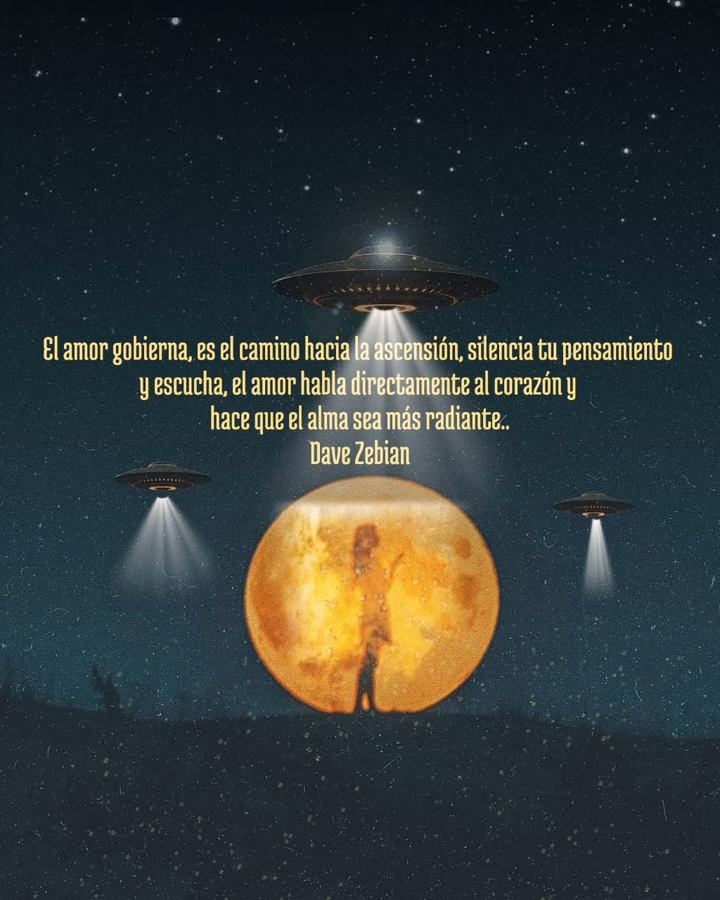 El amor gobierna, es el camino hacia la ascensión, silencia tu pensamiento
y escucha, el amor habla directamente al corazón y
hace que el alma sea más radiante..
Dave Zebian